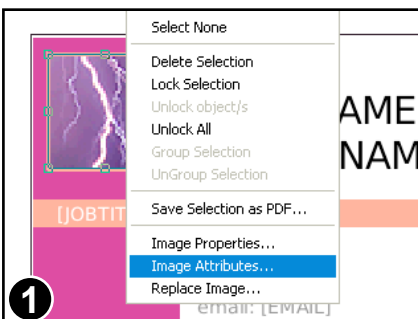 Select None
Delete Selection
Lock Selection
Unlock object/s
Unlock All
Group Selection
UnGroup Selection
Save Selection as PDF...
Image Properties...
Image Attributes...
Replace Image...
AME
NAM
[JOBTIT
email: [EMAIL]
1